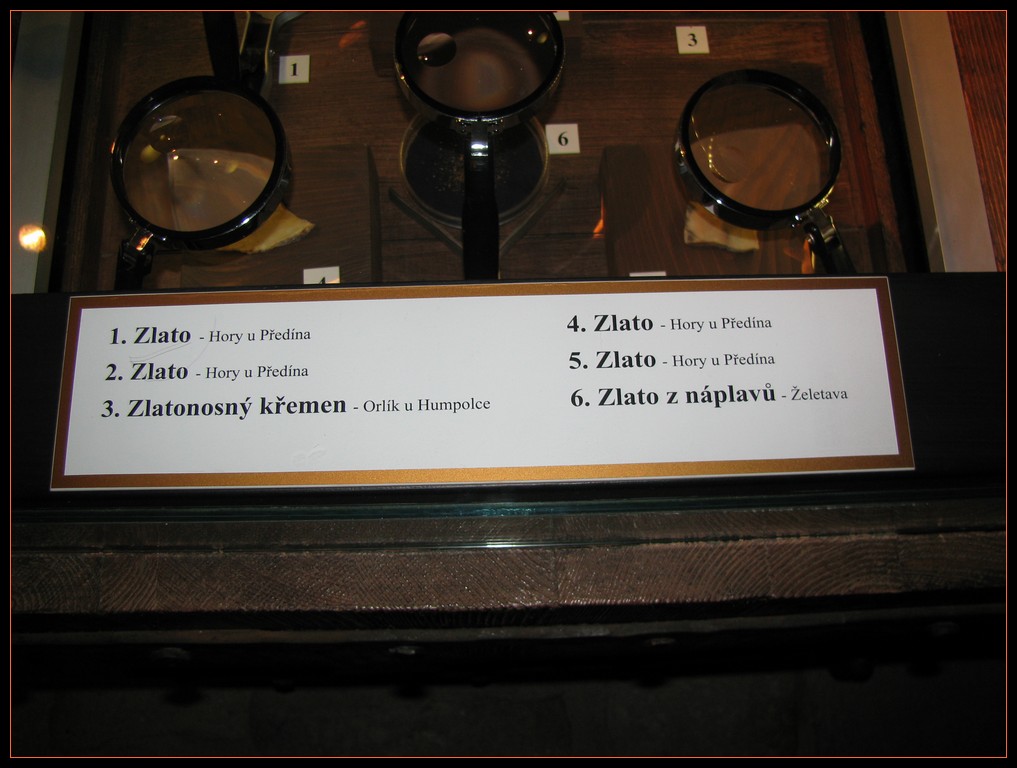 1
3
6
1. Zlato - Hory u Předína
2. Zlato - Hory u Předína
3. Zlatonosný křemen - Orlík u Humpolce
4. Zlato - Hory u Předína
5. Zlato - Hory u Předína
6. Zlato z náplavů - Želetava